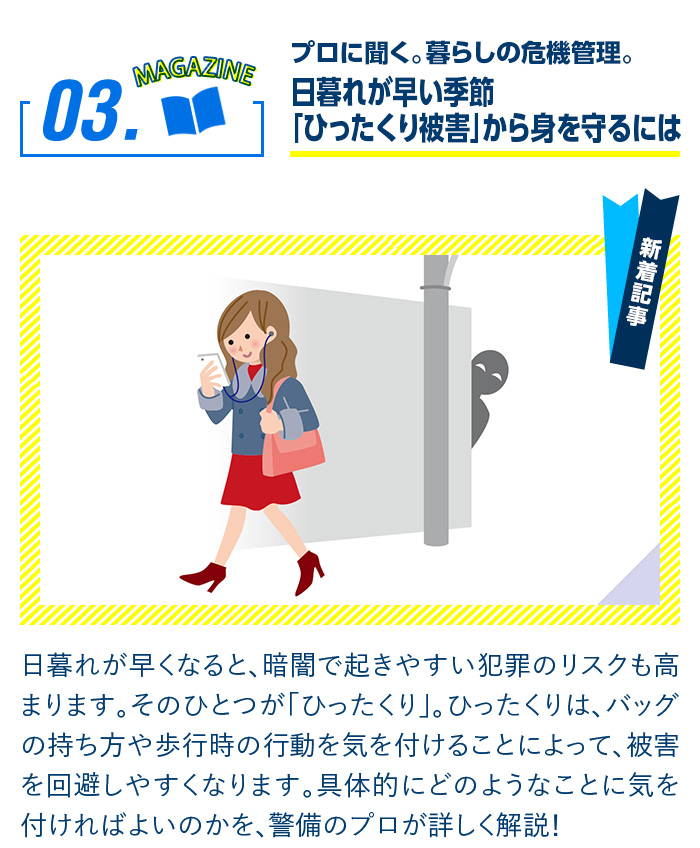 03.
MAGAZINE
プロに聞く。暮らしの危機管理。
日暮れが早い季節
「ひったくり被害」から身を守るには
新着記事
日暮れが早くなると、暗闇で起きやすい犯罪のリスクも高
まります。そのひとつが「ひったくり」。ひったくりは、バッグ
の持ち方や歩行時の行動を気を付けることによって、被害
を回避しやすくなります。具体的にどのようなことに気を
付ければよいのかを、警備のプロが詳しく解説！